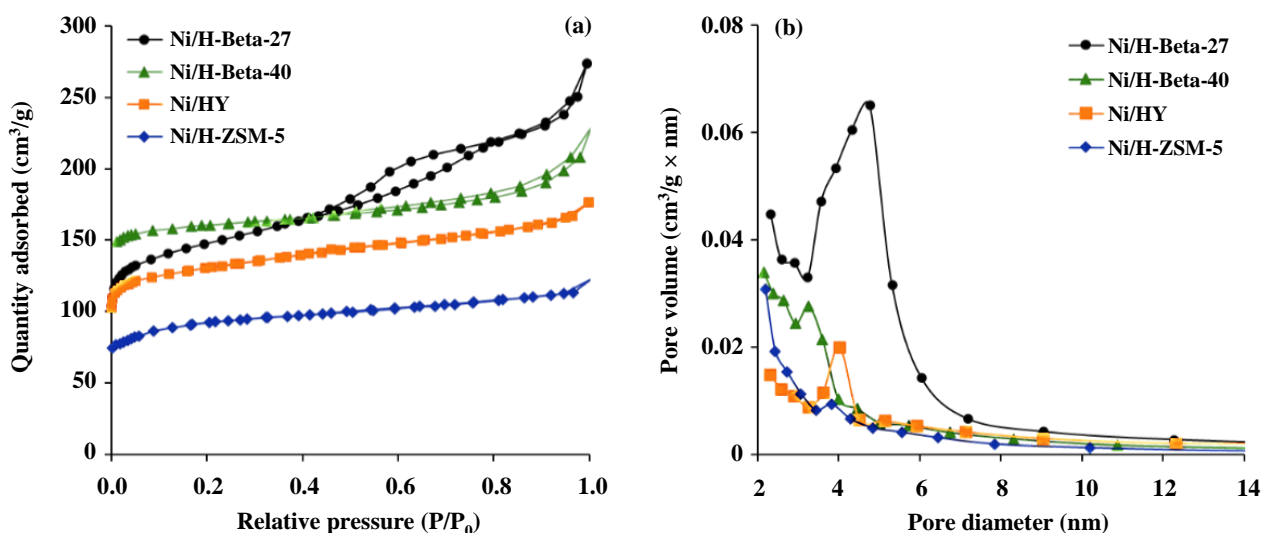 (a)
Quantity adsorbed (cm³/g)
300
250
200
150
100
50
0
Ni/H-Beta-27
Ni/H-Beta-40
Ni/HY
Ni/H-ZSM-5
0.0 0.2 0.4 0.6 0.8 1.0
Relative pressure (P/P₀)
(b)
Pore volume (cm³/g × nm)
0.08
0.06
0.04
0.02
0
Ni/H-Beta-27
Ni/H-Beta-40
Ni/HY
Ni/H-ZSM-5
2 4 6 8 10 12 14
Pore diameter (nm)